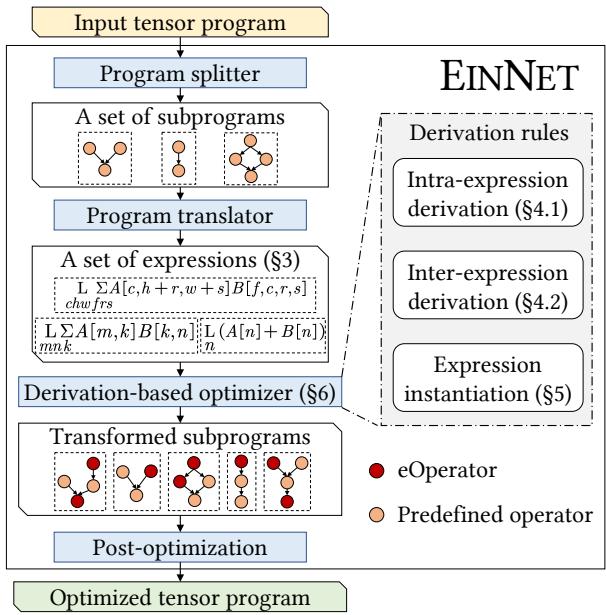 Input tensor program
EINNET
Program splitter
A set of subprograms
Program translator
A set of expressions (§3)
L ΣA[c,h+r,w+s]B[f,c,r,s]
chwfrs
L ΣA[m,k]B[k,n]
mnk
L (A[n]+B[n])
n
Derivation-based optimizer (§6)
Transformed subprograms
Post-optimization
Optimized tensor program
Derivation rules
Intra-expression
derivation (§4.1)
Inter-expression
derivation (§4.2)
Expression
instantiation (§5)
eOperator
Predefined operator